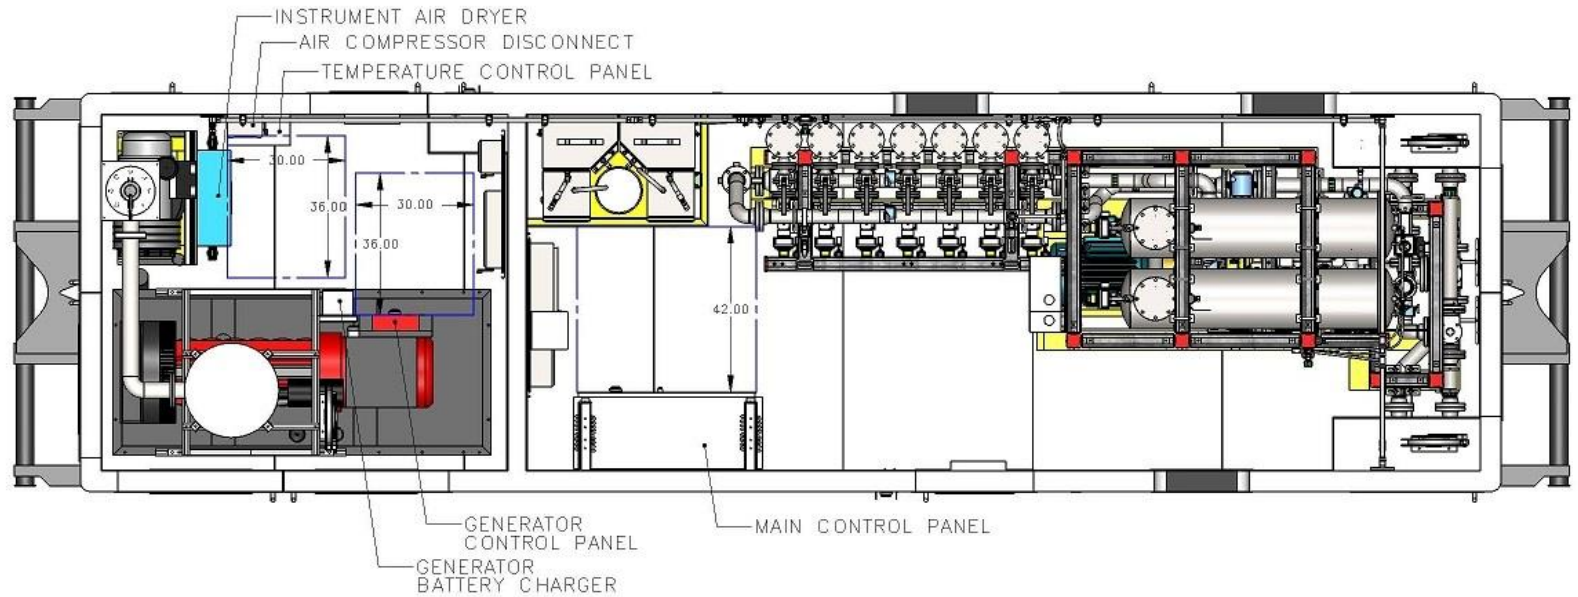 INSTRUMENT AIR DRYER
AIR COMPRESSOR DISCONNECT
TEMPERATURE CONTROL PANEL
30.00
36.00
30.00
36.00
42.00
GENERATOR
CONTROL PANEL
MAIN CONTROL PANEL
GENERATOR
BATTERY CHARGER